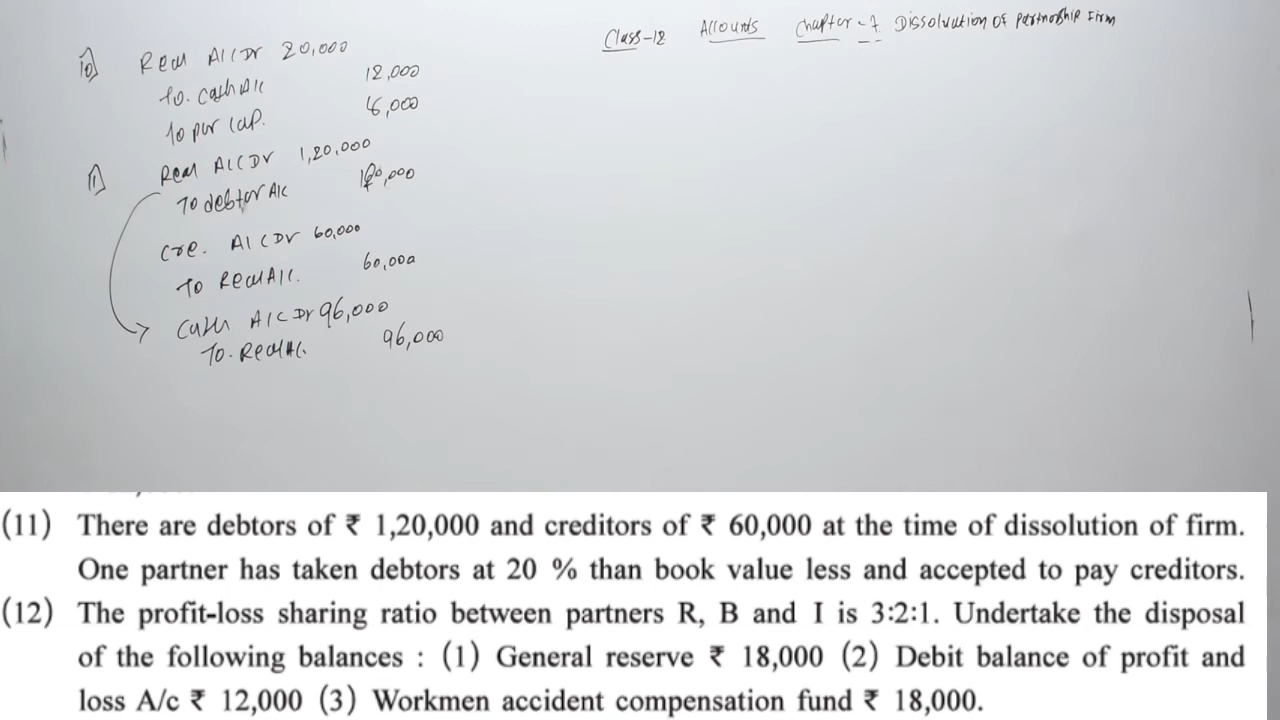 Class-12 Accounts Chapter-7 Dissolvation of Partnership Firm
10) Real A/c Dr 20,000
To. Cash A/c 12,000
To par cap. 8,000
11) Real A/c Dr 1,20,000
To debtor A/c 120,000
Cre. A/c Dr 60,000
To Real A/c. 60,000
Cash A/c Dr 96,000
To. Real A/c. 96,000
(11) There are debtors of ₹ 1,20,000 and creditors of ₹ 60,000 at the time of dissolution of firm.
One partner has taken debtors at 20 % than book value less and accepted to pay creditors.
(12) The profit-loss sharing ratio between partners R, B and I is 3:2:1. Undertake the disposal
of the following balances : (1) General reserve ₹ 18,000 (2) Debit balance of profit and
loss A/c ₹ 12,000 (3) Workmen accident compensation fund ₹ 18,000.